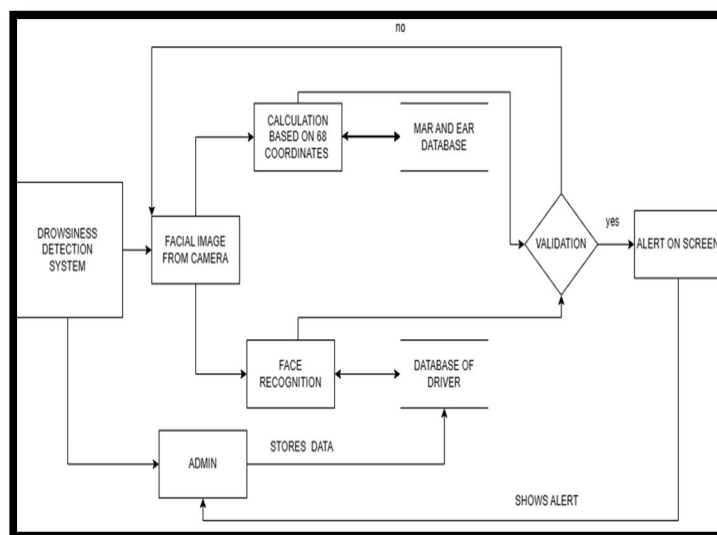 no
CALCULATION
BASED ON 68
COORDINATES
MAR AND EAR
DATABASE
DROWSINESS
DETECTION
SYSTEM
FACIAL IMAGE
FROM CAMERA
VALIDATION
yes
ALERT ON SCREEN
FACE
RECOGNITION
DATABASE OF
DRIVER
ADMIN
STORES DATA
SHOWS ALERT